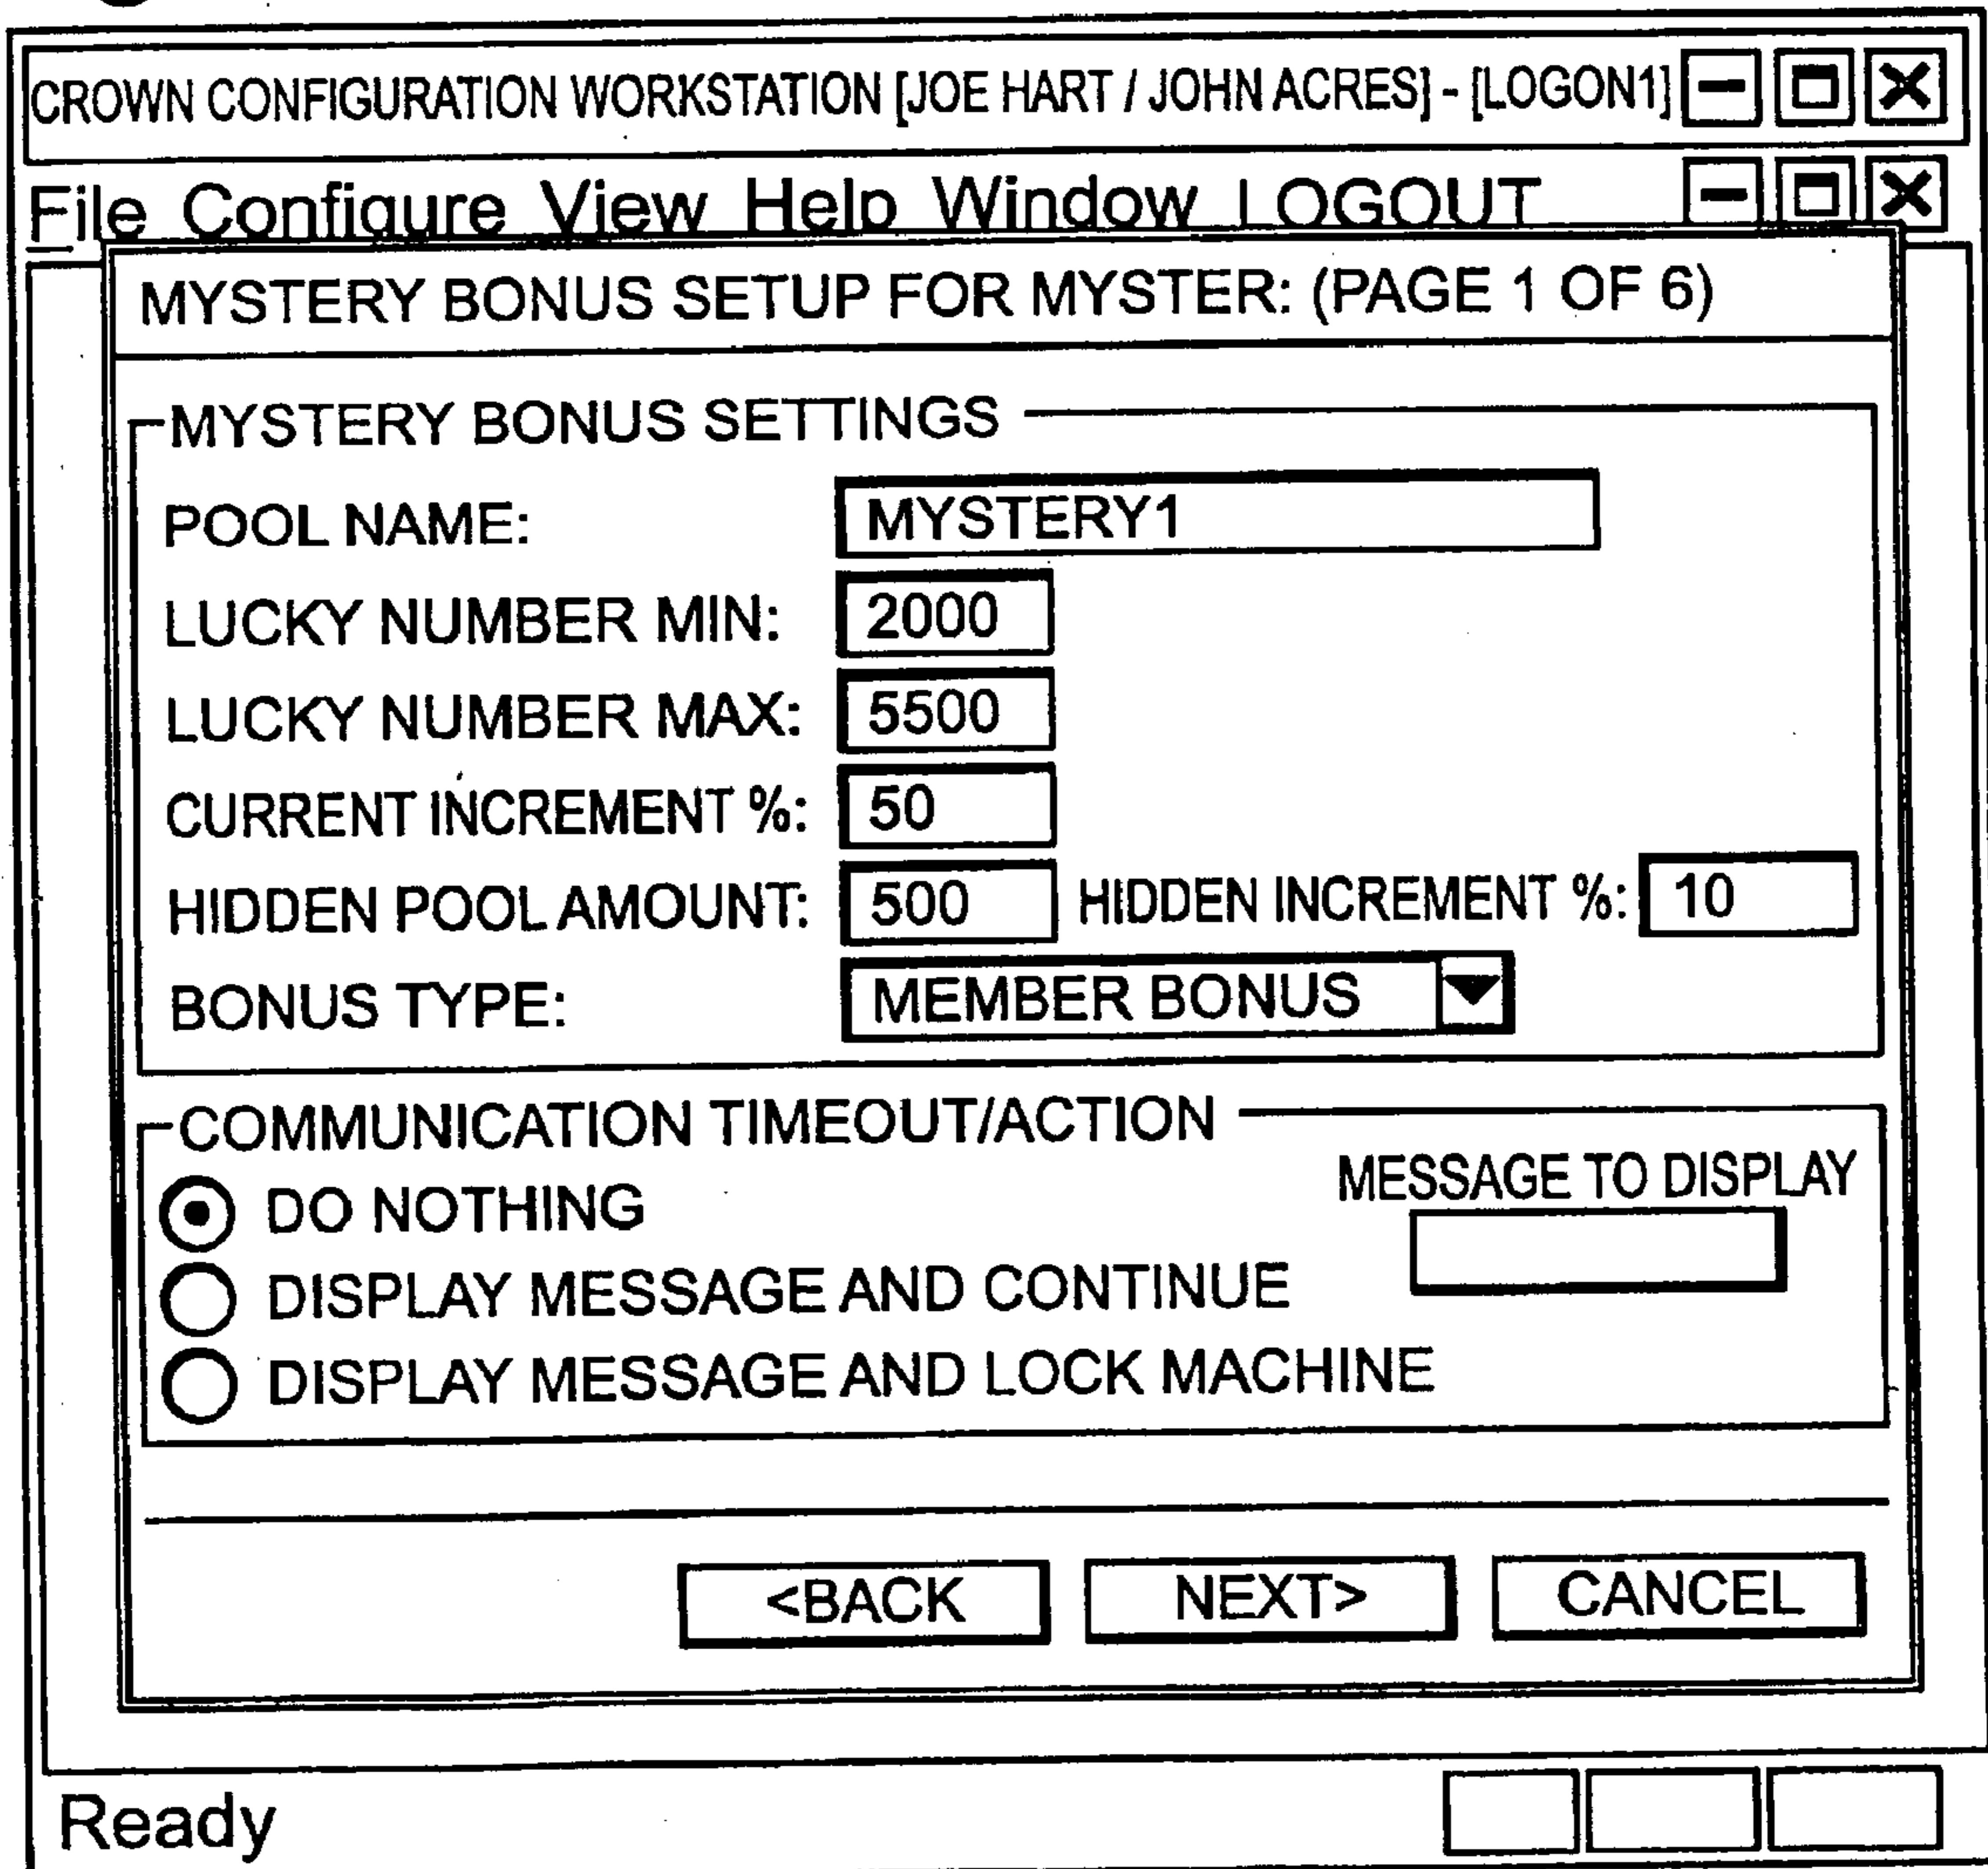 CROWN CONFIGURATION WORKSTATION [JOE HART / JOHN ACRES] - [LOGON1]
File Configure View Help Window LOGOUT
MYSTERY BONUS SETUP FOR MYSTER: (PAGE 1 OF 6)
MYSTERY BONUS SETTINGS
POOL NAME: MYSTERY1
LUCKY NUMBER MIN: 2000
LUCKY NUMBER MAX: 5500
CURRENT INCREMENT %: 50
HIDDEN POOL AMOUNT: 500 HIDDEN INCREMENT %: 10
BONUS TYPE: MEMBER BONUS
COMMUNICATION TIMEOUT/ACTION
MESSAGE TO DISPLAY
DO NOTHING
DISPLAY MESSAGE AND CONTINUE
DISPLAY MESSAGE AND LOCK MACHINE
<BACK NEXT> CANCEL
Ready